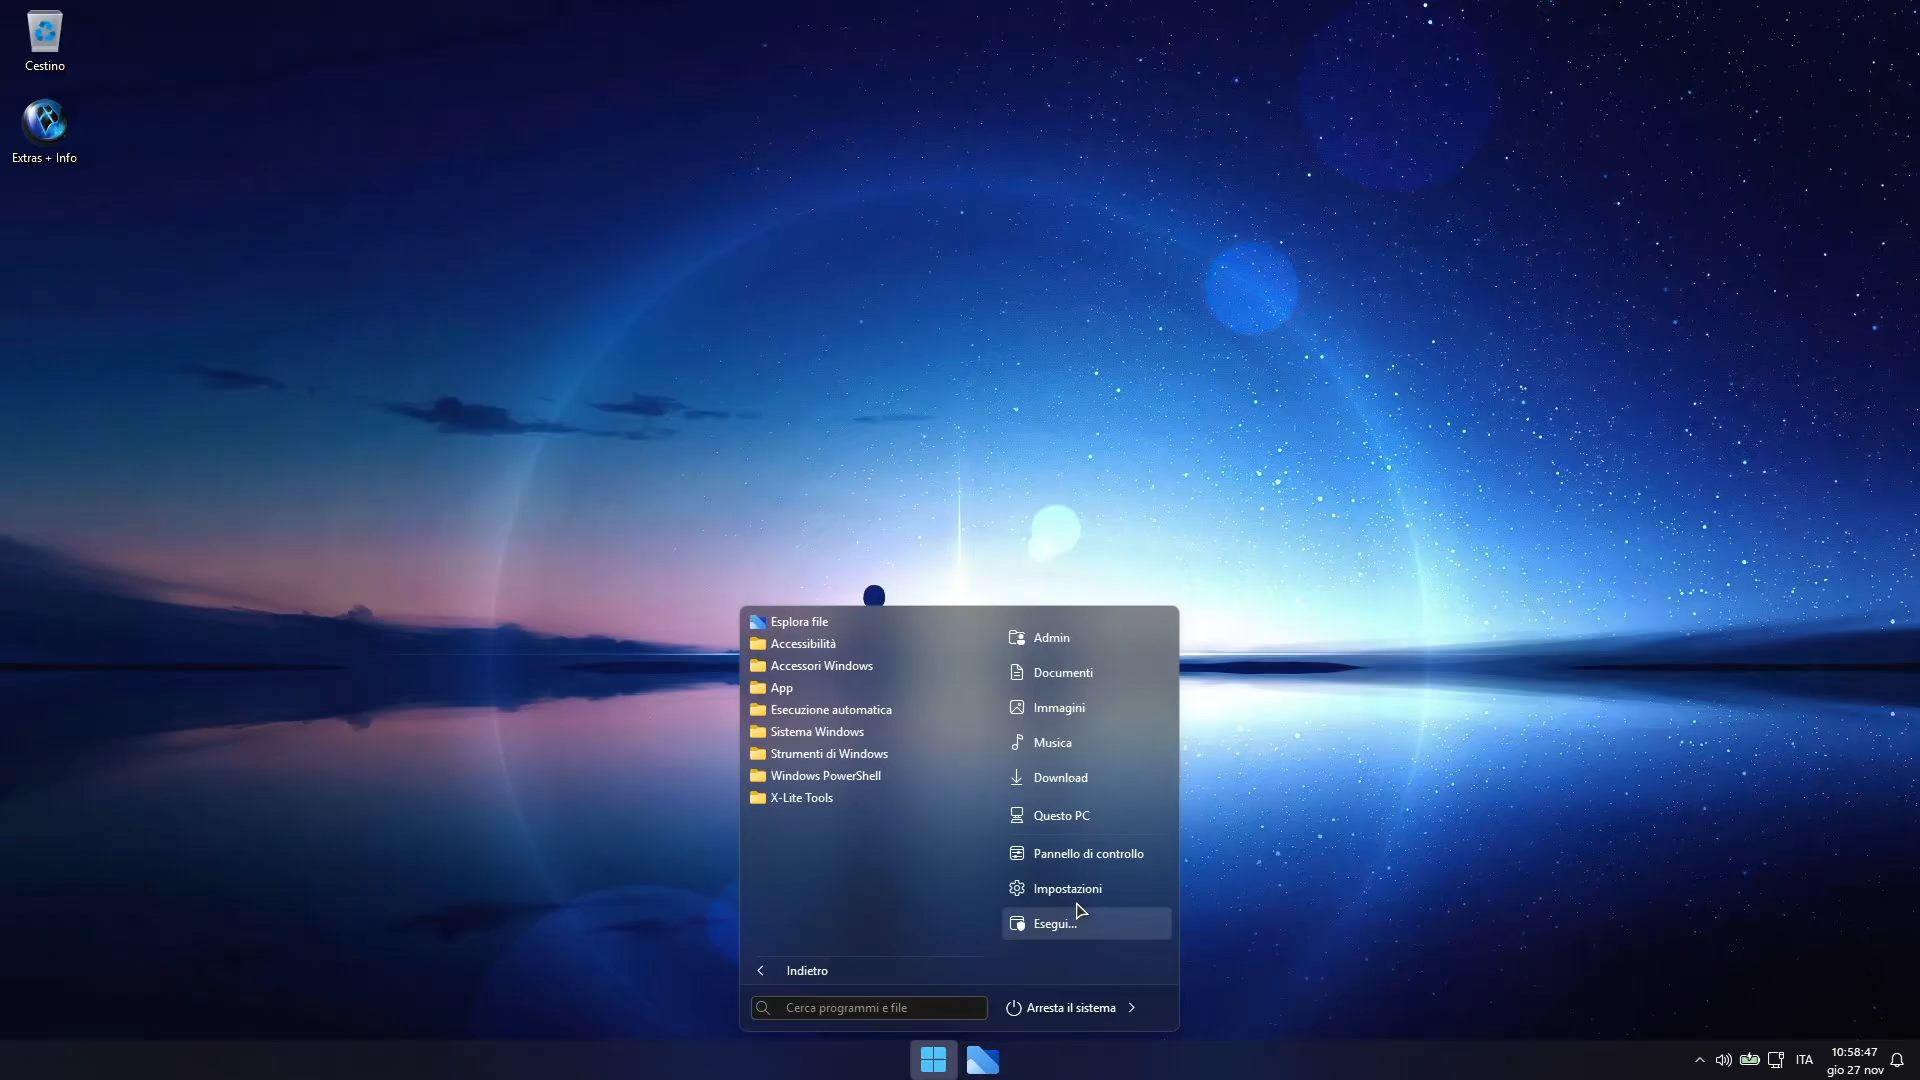 Cestino
Extras + Info
Esplora file
Accessibilità
Accessori Windows
App
Esecuzione automatica
Sistema Windows
Strumenti di Windows
Windows PowerShell
X-Lite Tools
Indietro
Cerca programmi e file
Admin
Documenti
Immagini
Musica
Download
Questo PC
Pannello di controllo
Impostazioni
Esegui...
Arresta il sistema
ITA
10:58:47
gio 27 nov